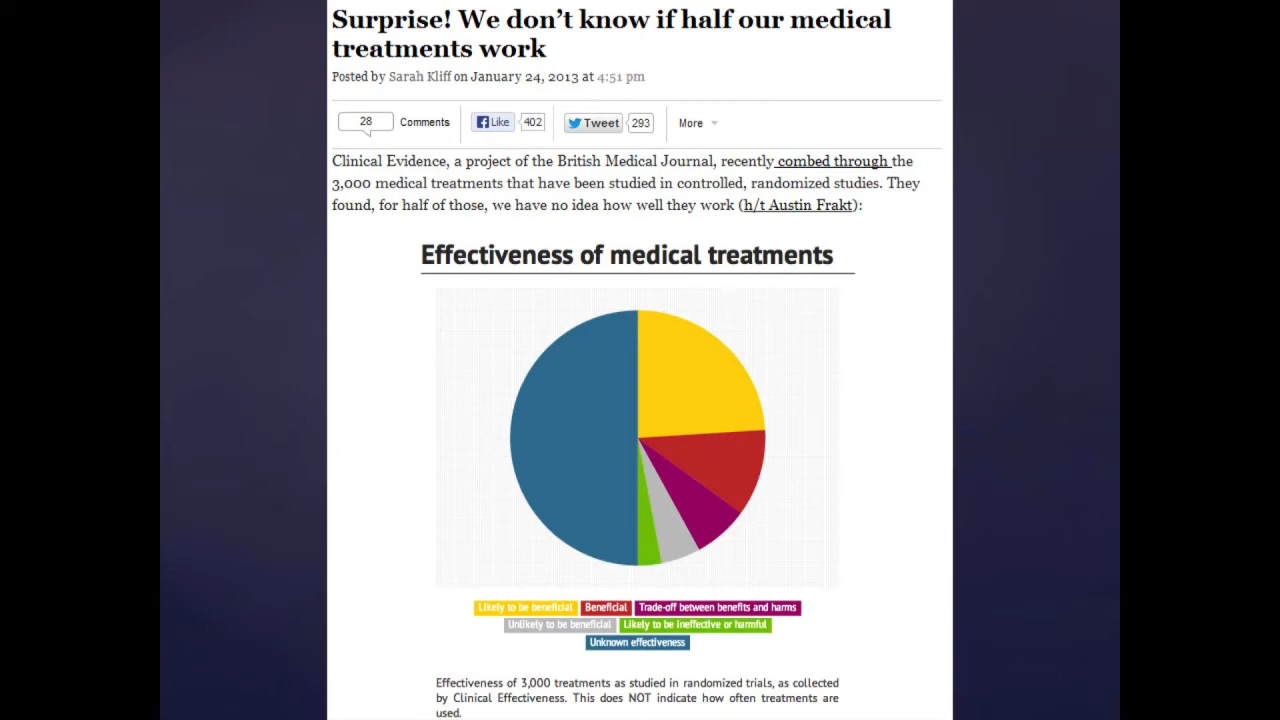 Surprise! We don't know if half our medical
treatments work
Posted by Sarah Kliff on January 24, 2013 at 4:51 pm
28 Comments Like 402 Tweet 293 More
Clinical Evidence, a project of the British Medical Journal, recently combed through the
3,000 medical treatments that have been studied in controlled, randomized studies. They
found, for half of those, we have no idea how well they work (h/t Austin Frakt):
Effectiveness of medical treatments
Likely to be beneficial Beneficial Trade-off between benefits and harms
Unlikely to be beneficial Likely to be ineffective or harmful
Unknown effectiveness
Effectiveness of 3,000 treatments as studied in randomized trials, as collected
by Clinical Effectiveness. This does NOT indicate how often treatments are
used.